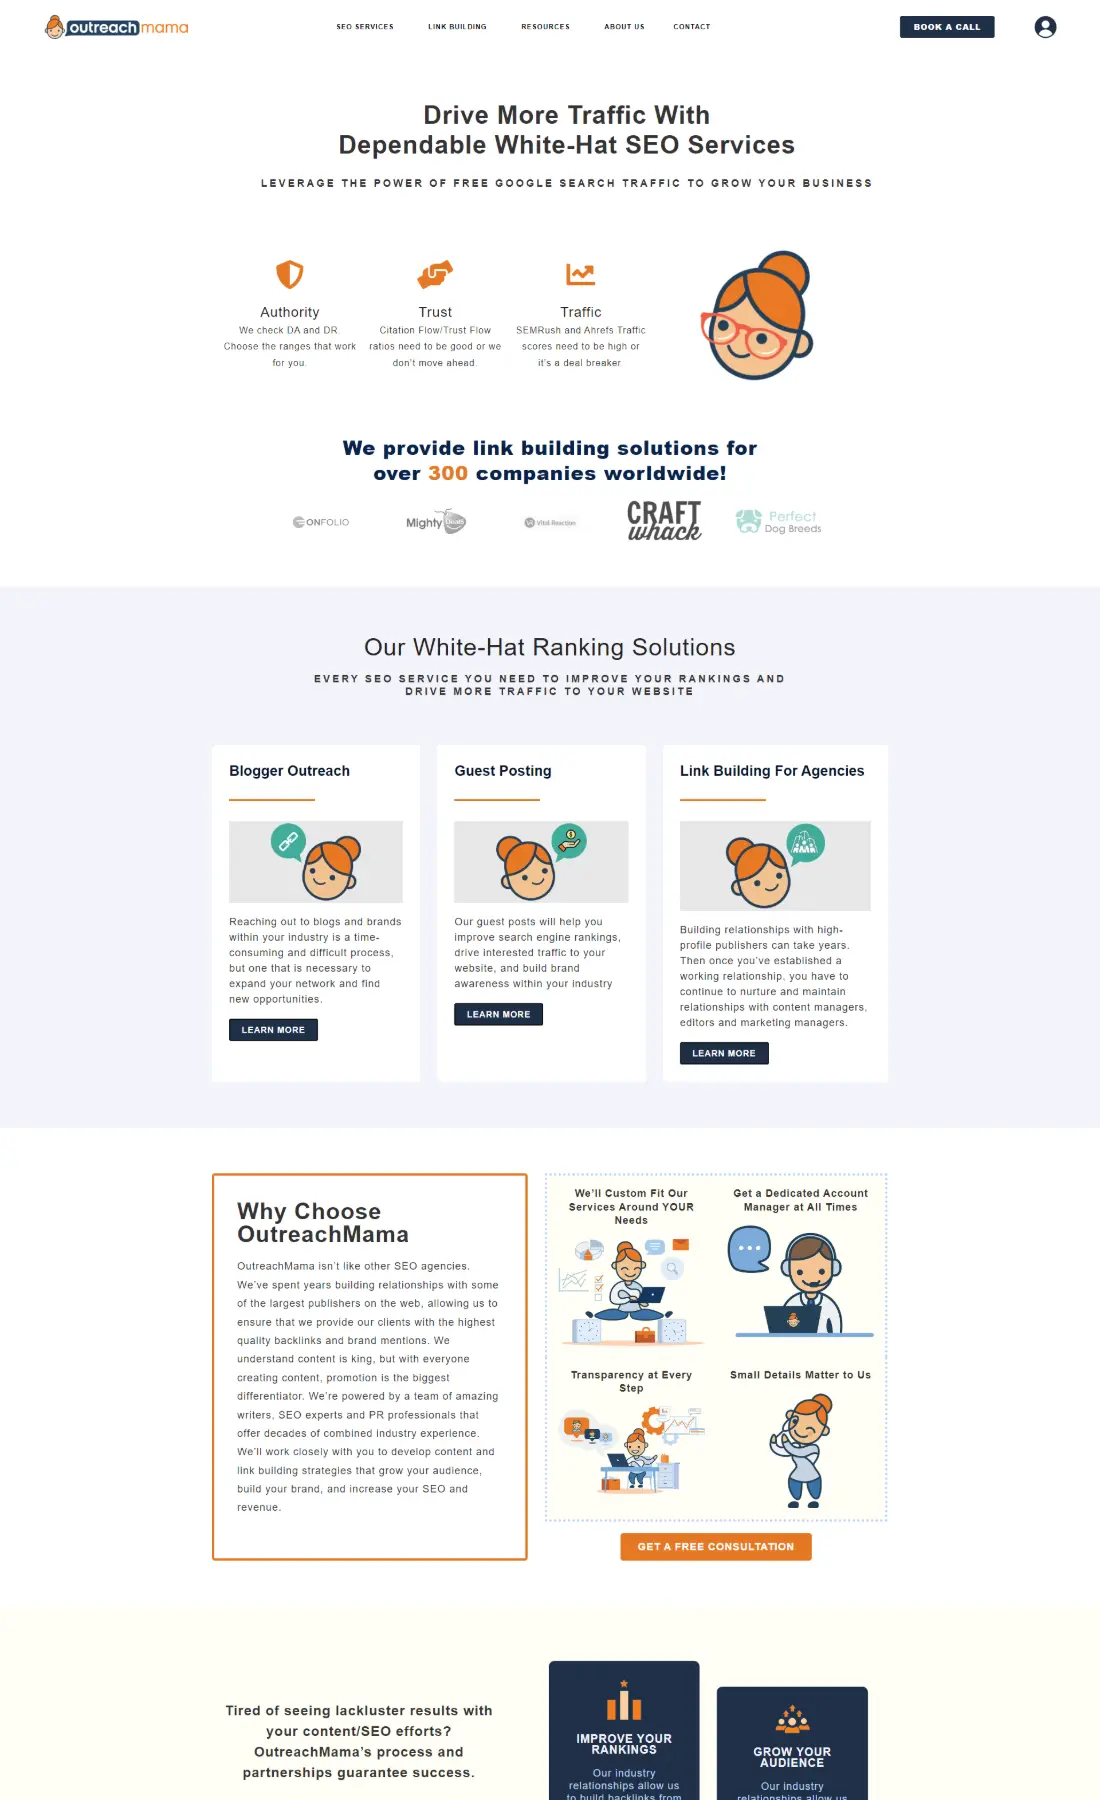 outreachmama
SEO SERVICES
LINK BUILDING
RESOURCES
ABOUT US
CONTACT
BOOK A CALL
Drive More Traffic With
Dependable White-Hat SEO Services
LEVERAGE THE POWER OF FREE GOOGLE SEARCH TRAFFIC TO GROW YOUR BUSINESS
Authority
We check DA and DR.
Choose the ranges that work
for you.
Trust
Citation Flow/Trust Flow
ratios need to be good or we
don't move ahead.
Traffic
SEMRush and Ahrefs Traffic
scores need to be high or
it's a deal breaker
We provide link building solutions for
over 300 companies worldwide!
ONFOLIO
Mighty Deals
VR Vital Reaction
CRAFT
whack
Perfect
Dog Breeds
Our White-Hat Ranking Solutions
EVERY SEO SERVICE YOU NEED TO IMPROVE YOUR RANKINGS AND
DRIVE MORE TRAFFIC TO YOUR WEBSITE
Blogger Outreach
Reaching out to blogs and brands
within your industry is a time-
consuming and difficult process,
but one that is necessary to
expand your network and find
new opportunities.
LEARN MORE
Guest Posting
Our guest posts will help you
improve search engine rankings,
drive interested traffic to your
website, and build brand
awareness within your industry
LEARN MORE
Link Building For Agencies
Building relationships with high-
profile publishers can take years.
Then once you've established a
working relationship, you have to
continue to nurture and maintain
relationships with content managers,
editors and marketing managers.
LEARN MORE
Why Choose
OutreachMama
OutreachMama isn't like other SEO agencies.
We've spent years building relationships with some
of the largest publishers on the web, allowing us to
ensure that we provide our clients with the highest
quality backlinks and brand mentions. We
understand content is king, but with everyone
creating content, promotion is the biggest
differentiator. We're powered by a team of amazing
writers, SEO experts and PR professionals that
offer decades of combined industry experience.
We'll work closely with you to develop content and
link building strategies that grow your audience,
build your brand, and increase your SEO and
revenue.
We'll Custom Fit Our
Services Around YOUR
Needs
Get a Dedicated Account
Manager at All Times
Transparency at Every
Step
Small Details Matter to Us
GET A FREE CONSULTATION
Tired of seeing lackluster results with
your content/SEO efforts?
OutreachMama's process and
partnerships guarantee success.
IMPROVE YOUR
RANKINGS
Our industry
relationships allow us
to build backlinks from
GROW YOUR
AUDIENCE
Our industry
relationships allow us